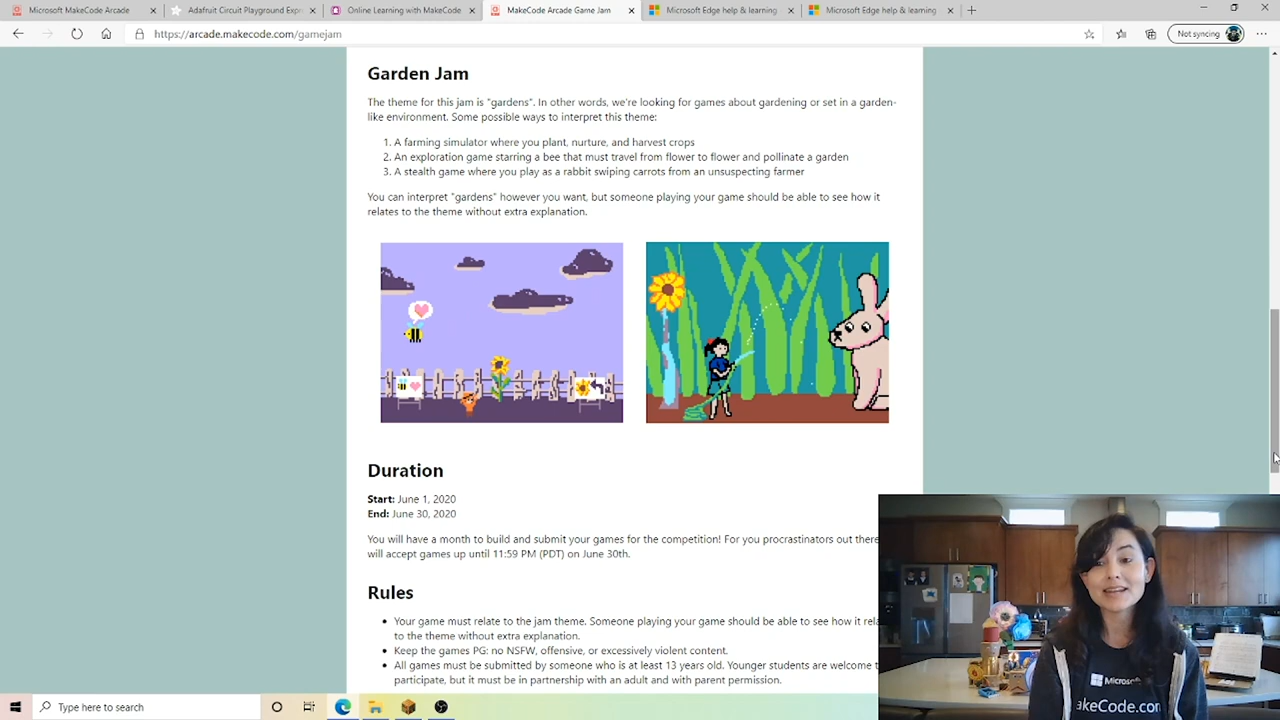 Microsoft MakeCode Arcade
Adafruit Circuit Playground Expr
Online Learning with MakeCode
MakeCode Arcade Game Jam
Microsoft Edge help & learning
Microsoft Edge help & learning
https://arcade.makecode.com/gamejam
Not syncing
Garden Jam
The theme for this jam is "gardens". In other words, we're looking for games about gardening or set in a garden-
like environment. Some possible ways to interpret this theme:
1. A farming simulator where you plant, nurture, and harvest crops
2. An exploration game starring a bee that must travel from flower to flower and pollinate a garden
3. A stealth game where you play as a rabbit swiping carrots from an unsuspecting farmer
You can interpret "gardens" however you want, but someone playing your game should be able to see how it
relates to the theme without extra explanation.
Duration
Start: June 1, 2020
End: June 30, 2020
You will have a month to build and submit your games for the competition! For you procrastinators out there
will accept games up until 11:59 PM (PDT) on June 30th.
Rules
• Your game must relate to the jam theme. Someone playing your game should be able to see how it rela
to the theme without extra explanation.
• Keep the games PG: no NSFW, offensive, or excessively violent content.
• All games must be submitted by someone who is at least 13 years old. Younger students are welcome t
participate, but it must be in partnership with an adult and with parent permission.
Microsoft
akeCode.com
Type here to search